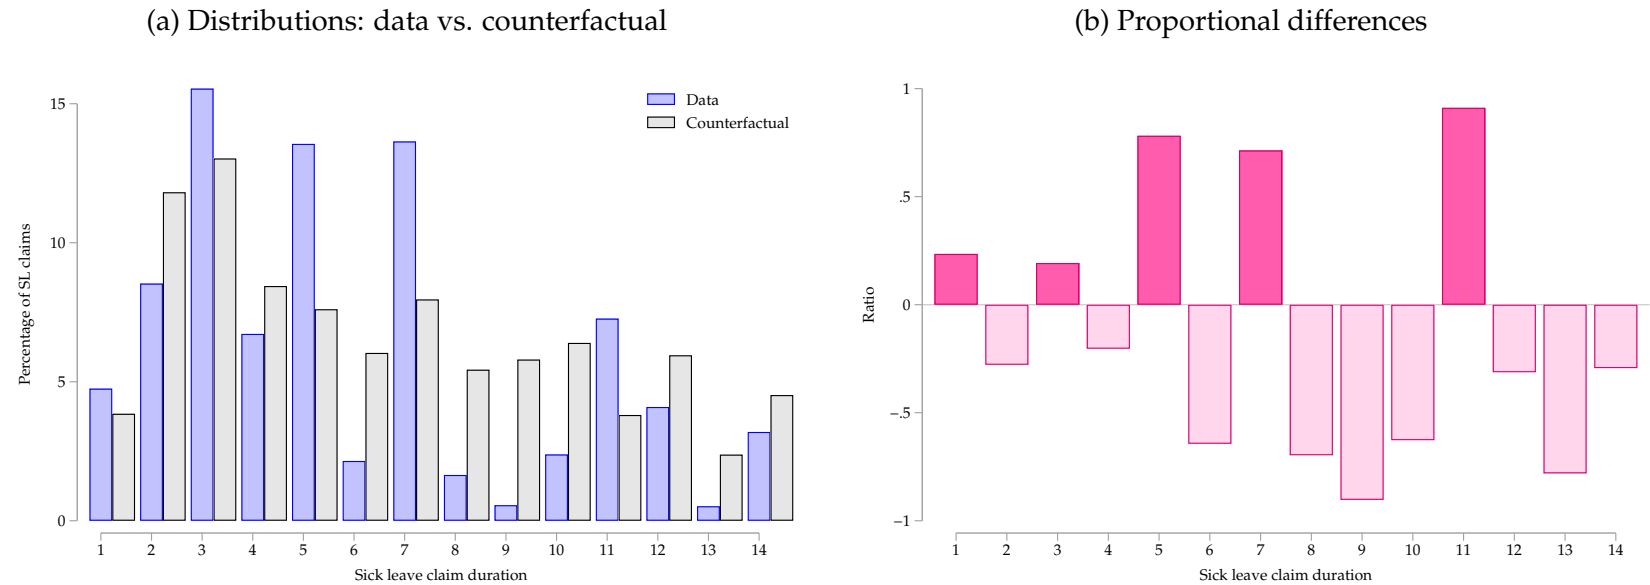 (a) Distributions: data vs. counterfactual
Percentage of SL claims
15
10
5
0
Data
Counterfactual
1 2 3 4 5 6 7 8 9 10 11 12 13 14
Sick leave claim duration
(b) Proportional differences
Ratio
1
.5
0
−.5
−1
1 2 3 4 5 6 7 8 9 10 11 12 13 14
Sick leave claim duration